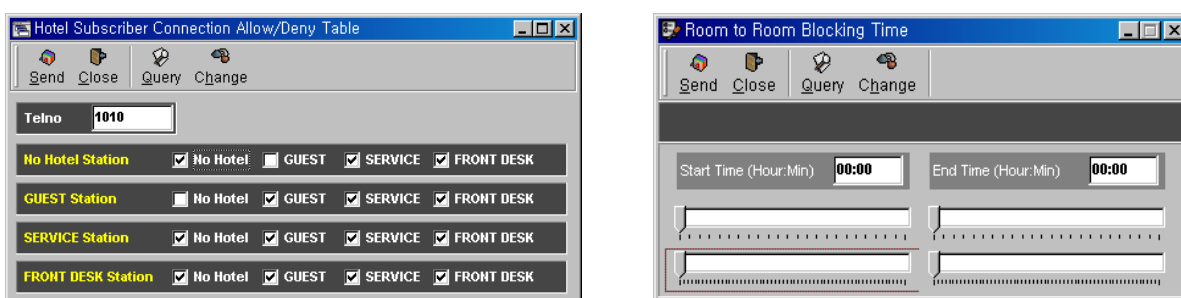 Hotel Subscriber Connection Allow/Deny Table
Send Close Query Change
Telno 1010
No Hotel Station No Hotel GUEST SERVICE FRONT DESK
GUEST Station No Hotel GUEST SERVICE FRONT DESK
SERVICE Station No Hotel GUEST SERVICE FRONT DESK
FRONT DESK Station No Hotel GUEST SERVICE FRONT DESK
Room to Room Blocking Time
Send Close Query Change
Start Time (Hour:Min) 00:00 End Time (Hour:Min) 00:00